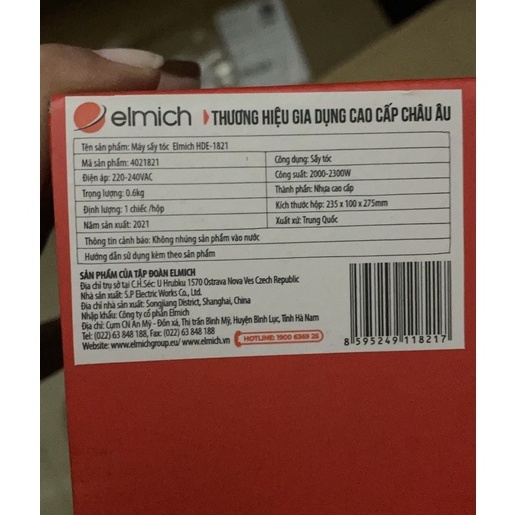 elmich THƯƠNG HIỆU GIA DỤNG CAO CẤP CHÂU ÂU
Tên sản phẩm: Máy sấy tóc Elmich HDE-1821
Mã sản phẩm: 4021821
Công dụng: Sấy tóc
Điện áp: 220-240VAC
Công suất: 2000-2300W
Trọng lượng: 0.6kg
Thành phần: Nhựa cao cấp
Định lượng: 1 chiếc/hộp
Kích thước hộp: 235 x 100 x 275mm
Năm sản xuất: 2021
Xuất xứ: Trung Quốc
Thông tin cảnh báo: Không nhúng sản phẩm vào nước
Hướng dẫn sử dụng kèm theo sản phẩm
SẢN PHẨM CỦA TẬP ĐOÀN ELMICH
Địa chỉ trụ sở tại C.H.Séc: U Hrubku 1570 Ostrava Nova Ves Czech Republic
Nhà sản xuất: S.P Electric Works Co., Ltd.
Địa chỉ nhà sản xuất: Songjiang District, Shanghai, China
Nhập khẩu: Công ty cổ phần Elmich
Địa chỉ: Cụm CN An Mỹ - Đồn xá, Thị trấn Bình Mỹ, Huyện Bình Lục, Tỉnh Hà Nam
Tel: (022) 63 848 188, Fax: (022) 63 848 188
Website: www.elmichgroup.eu/ www.elmich.vn
HOTLINE: 1900 6369 25
8 595249 118217